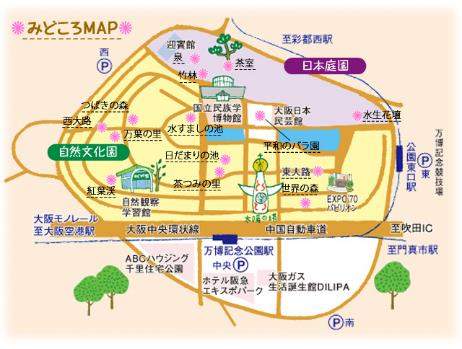 みどころMAP
至彩都西駅
西
P
迎賓館
泉
茶室
竹林
日本庭園
つばきの森
西大路
万葉の里
国立民族学
博物館
水すましの池
大阪日本
民芸館
水生花壇
万博記念競技場
自然文化園
日だまりの池
平和のバラ園
P東
公園東口駅
紅葉渓
自然観察
学習館
茶つみの里
東大路
世界の森
EXPO'70
パビリオン
太陽の塔
大阪モノレール
至大阪空港駅
大阪中央環状線
中国自動車道
至吹田IC
万博記念公園駅
至門真市駅
中央P
ABCハウジング
千里住宅公園
ホテル阪急
エキスポパーク
大阪ガス
生活誕生館DILIPA
P南